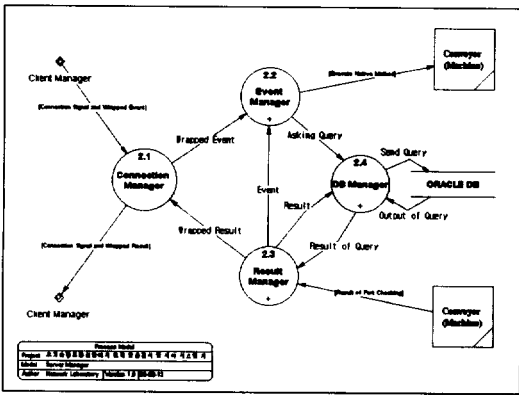 Client Manager
[Connection Signal and Wrapped Event]
2.1
Connection
Manager
Wrapped Event
2.2
Event
Manager
+
[Execute Native Method]
Conveyor
(Machine)
Asking Query
2.4
DB Manager
+
Send Query
ORACLE DB
Output of Query
Event
Result
Result of Query
Wrapped Result
2.3
Result
Manager
+
[Result of Port Checking]
Conveyor
(Machine)
[Connection Signal and Wrapped Result]
Client Manager
Process Model
Project
Model Server Manager
Author Network Laboratory Version 1.0